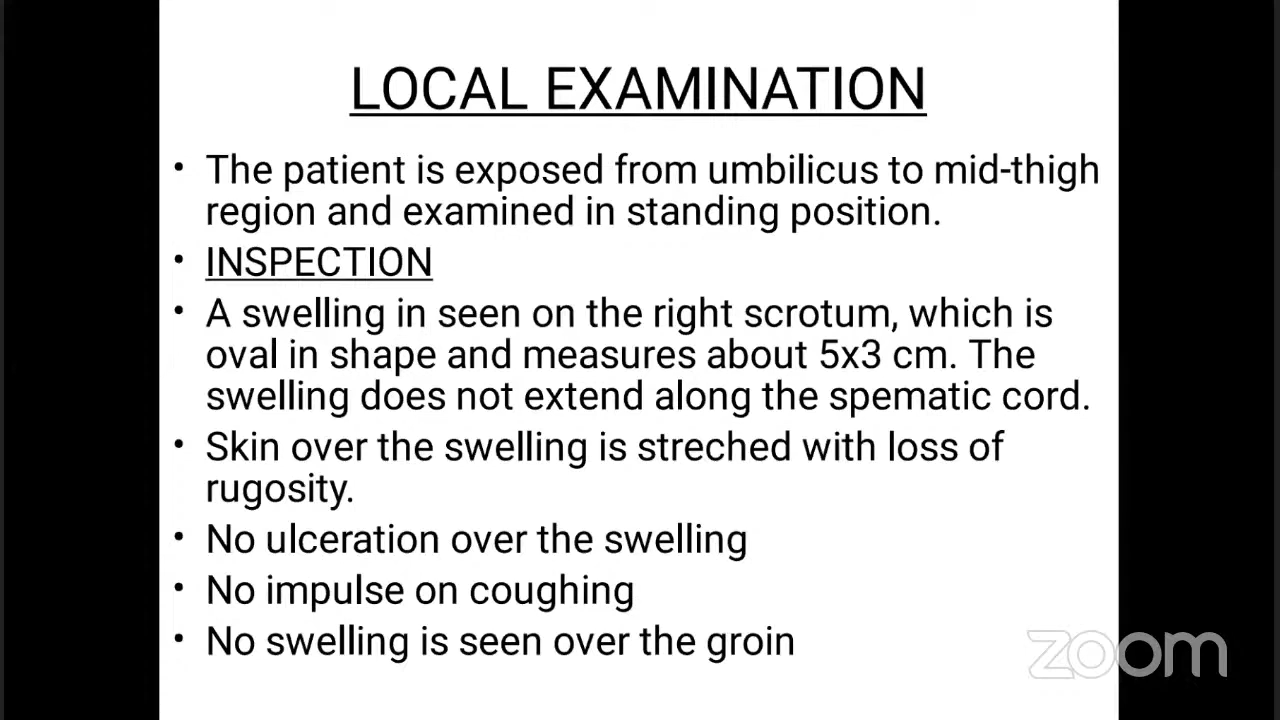 LOCAL EXAMINATION
• The patient is exposed from umbilicus to mid-thigh
region and examined in standing position.
• INSPECTION
• A swelling in seen on the right scrotum, which is
oval in shape and measures about 5x3 cm. The
swelling does not extend along the spematic cord.
• Skin over the swelling is streched with loss of
rugosity.
• No ulceration over the swelling
• No impulse on coughing
• No swelling is seen over the groin
zoom